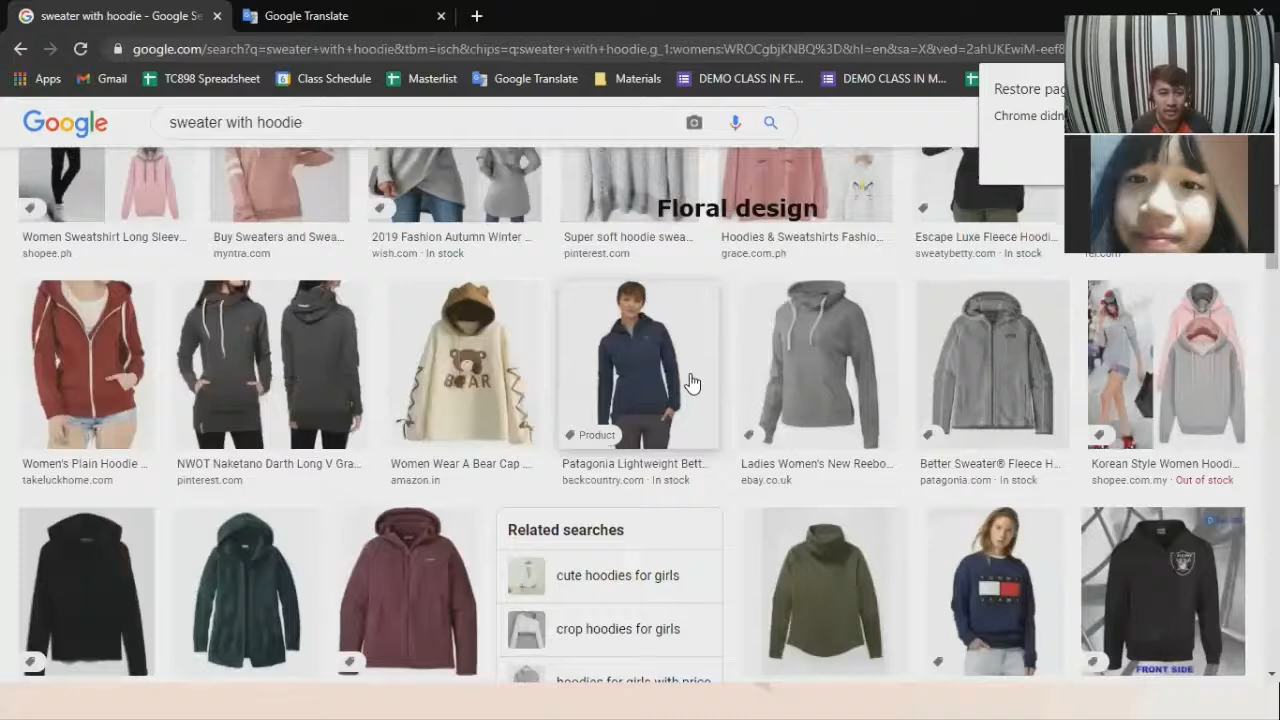 sweater with hoodie - Google Se
Google Translate
google.com/search?q=sweater+with+hoodie&tbm=isch&chips=q:sweater+with+hoodie,g_1:womens:WROCgbjKNBQ%3D&hl=en&sa=X&ved=2ahUKEwiM-eef8
Apps
Gmail
TC898 Spreadsheet
Class Schedule
Masterlist
Google Translate
Materials
DEMO CLASS IN FE...
DEMO CLASS IN M...
Restore pag
Chrome didn
Google
sweater with hoodie
Floral design
Women Sweatshirt Long Sleev...
shopee.ph
Buy Sweaters and Swea...
myntra.com
2019 Fashion Autumn Winter ...
wish.com · In stock
Super soft hoodie swea...
pinterest.com
Hoodies & Sweatshirts Fashio...
grace.com.ph
Escape Luxe Fleece Hoodi...
sweatybetty.com · In stock
BEAR
Product
Women's Plain Hoodie ...
takeluckhome.com
NWOT Naketano Darth Long V Gra...
pinterest.com
Women Wear A Bear Cap ...
amazon.in
Patagonia Lightweight Bett...
backcountry.com · In stock
Ladies Women's New Reebo...
ebay.co.uk
Better Sweater® Fleece H...
patagonia.com · In stock
Korean Style Women Hoodi...
shopee.com.my · Out of stock
Related searches
cute hoodies for girls
crop hoodies for girls
hoodies for girls with price
RAIDERS
FRONT SIDE